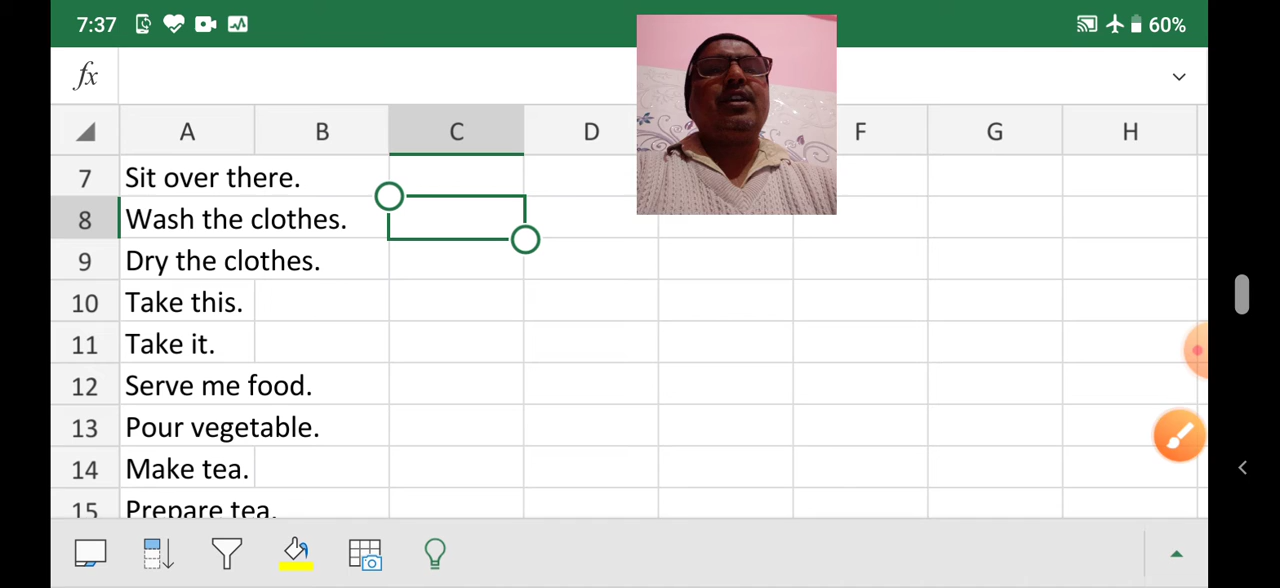 7:37 60%
fx
A B C D F G H
7 Sit over there.
8 Wash the clothes.
9 Dry the clothes.
10 Take this.
11 Take it.
12 Serve me food.
13 Pour vegetable.
14 Make tea.
15 Prepare tea.